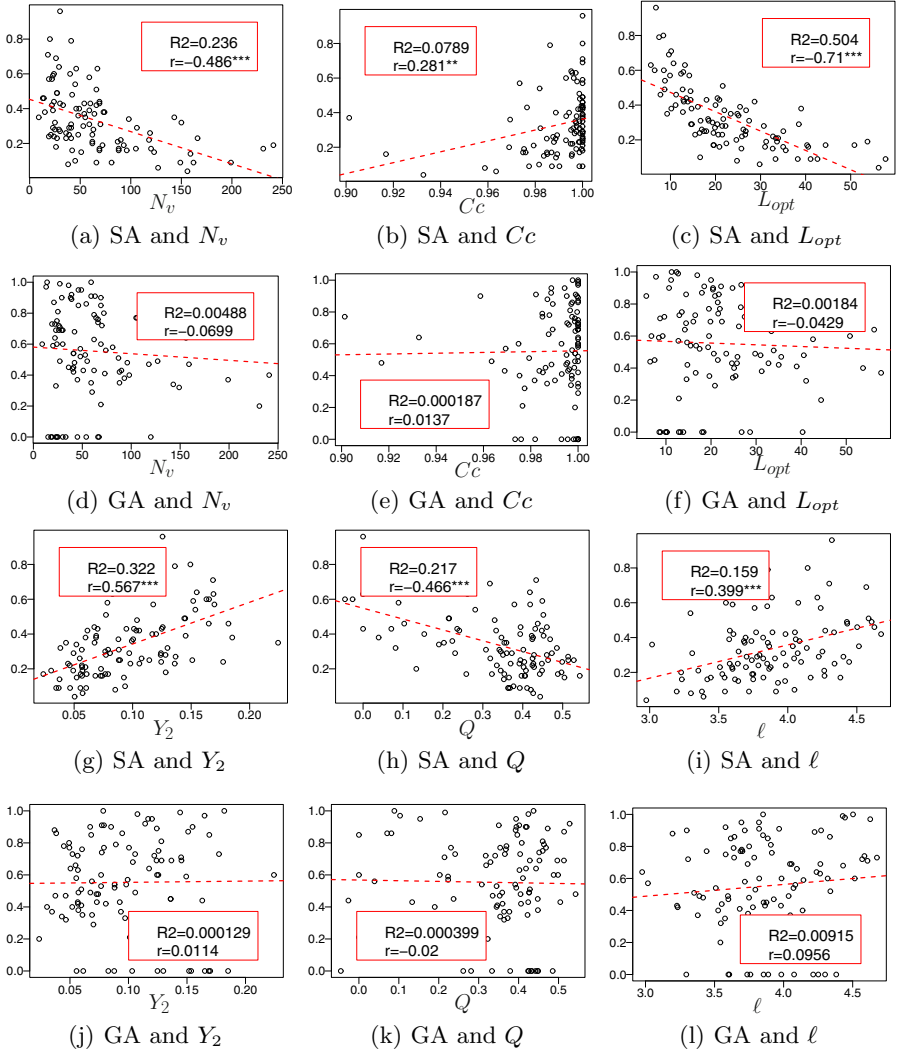 0.8
0.6
0.4
0.2
0 50 100 150 200 250
N_v
R2=0.236
r=−0.486***
(a) SA and N_v
0.8
0.6
0.4
0.2
0.90 0.92 0.94 0.96 0.98 1.00
Cc
R2=0.0789
r=0.281**
(b) SA and Cc
0.8
0.6
0.4
0.2
10 20 30 40 50
L_opt
R2=0.504
r=−0.71***
(c) SA and L_opt
1.0
0.8
0.6
0.4
0.2
0.0
0 50 100 150 200 250
N_v
R2=0.00488
r=−0.0699
(d) GA and N_v
1.0
0.8
0.6
0.4
0.2
0.0
0.90 0.92 0.94 0.96 0.98 1.00
Cc
R2=0.000187
r=0.0137
(e) GA and Cc
1.0
0.8
0.6
0.4
0.2
0.0
10 20 30 40 50
L_opt
R2=0.00184
r=−0.0429
(f) GA and L_opt
0.8
0.6
0.4
0.2
0.05 0.10 0.15 0.20
Y_2
R2=0.322
r=0.567***
(g) SA and Y_2
0.8
0.6
0.4
0.2
0.0 0.1 0.2 0.3 0.4 0.5
Q
R2=0.217
r=−0.466***
(h) SA and Q
0.8
0.6
0.4
0.2
3.0 3.5 4.0 4.5
ℓ
R2=0.159
r=0.399***
(i) SA and ℓ
1.0
0.8
0.6
0.4
0.2
0.0
0.05 0.10 0.15 0.20
Y_2
R2=0.000129
r=0.0114
(j) GA and Y_2
1.0
0.8
0.6
0.4
0.2
0.0
0.0 0.1 0.2 0.3 0.4 0.5
Q
R2=0.000399
r=−0.02
(k) GA and Q
1.0
0.8
0.6
0.4
0.2
0.0
3.0 3.5 4.0 4.5
ℓ
R2=0.00915
r=0.0956
(l) GA and ℓ